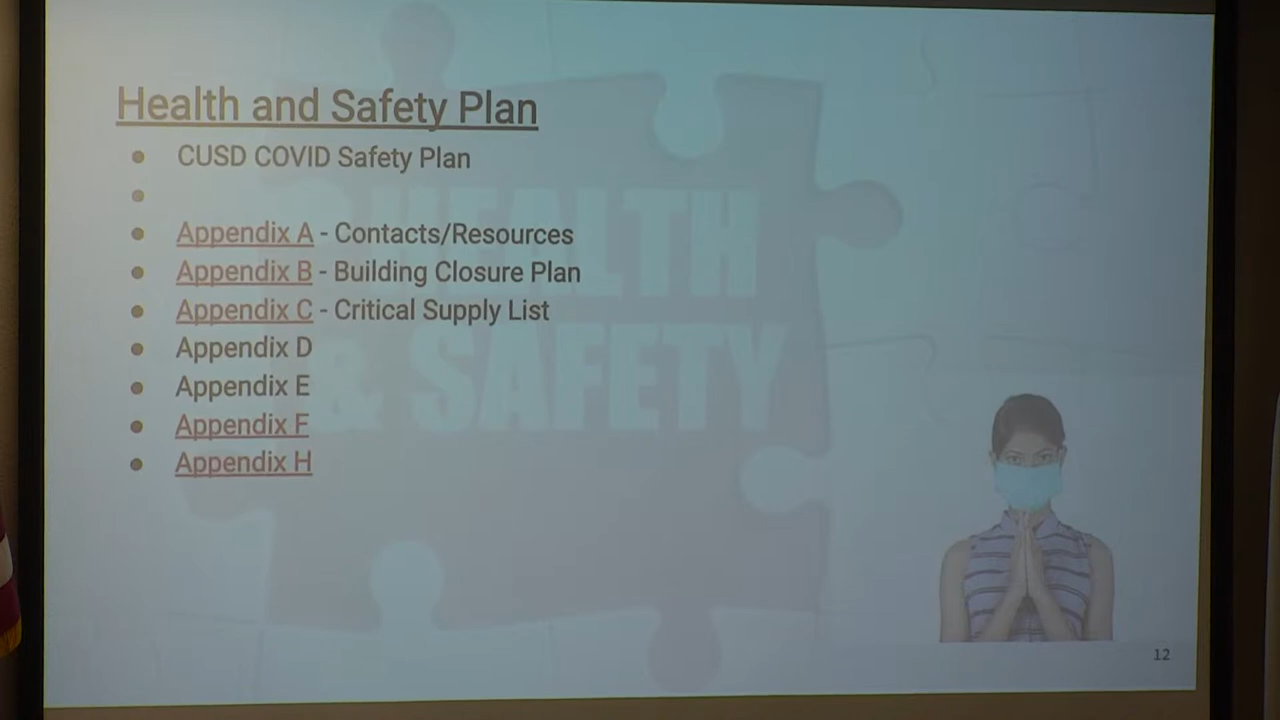 Health and Safety Plan
● CUSD COVID Safety Plan
●
● Appendix A - Contacts/Resources
● Appendix B - Building Closure Plan
● Appendix C - Critical Supply List
● Appendix D
● Appendix E
● Appendix F
● Appendix H
HEALTH
& SAFETY
12